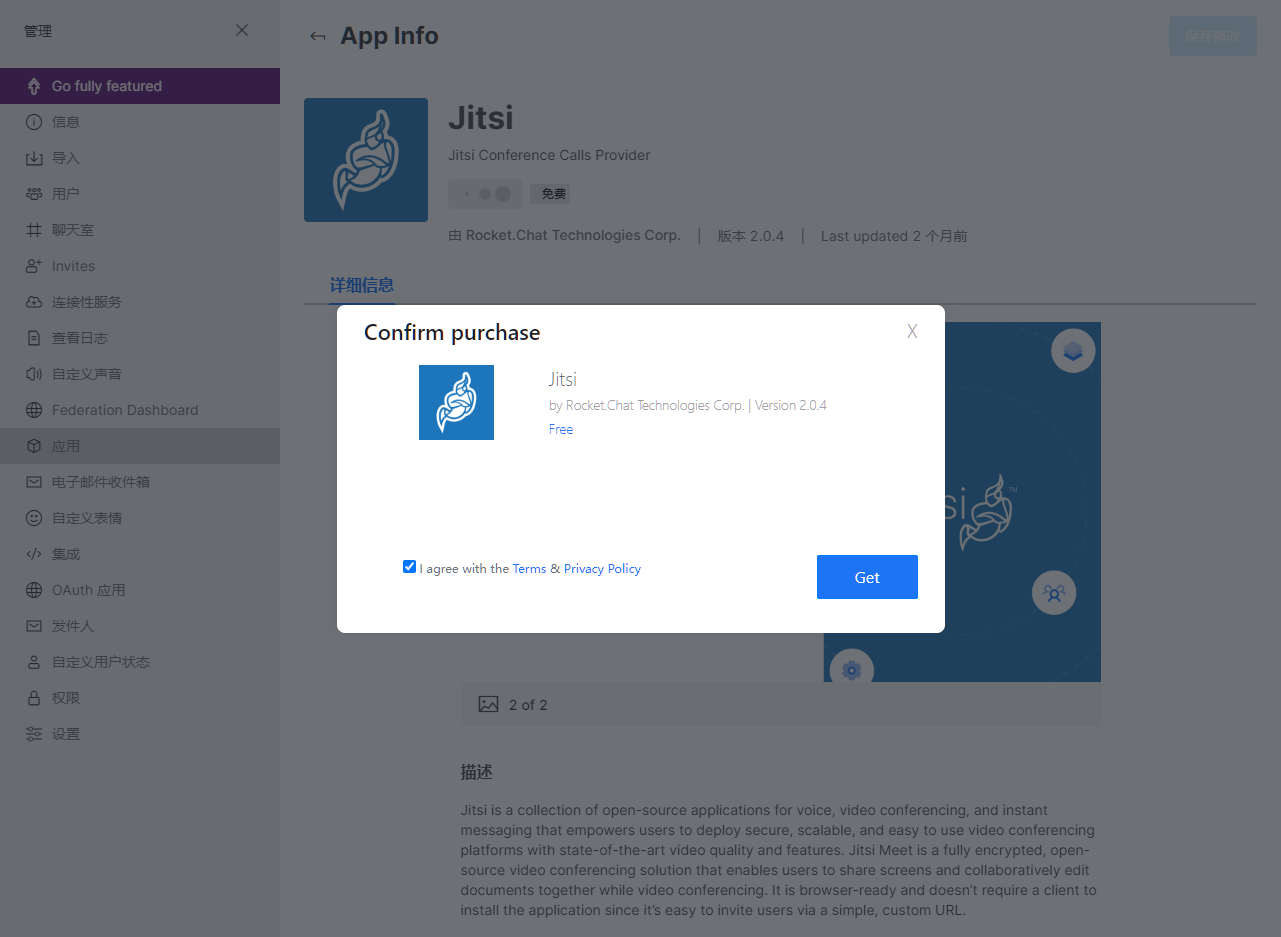 管理
← App Info
保存修改
Go fully featured
信息
导入
用户
聊天室
Invites
连接性服务
查看日志
自定义声音
Federation Dashboard
应用
电子邮件收件箱
自定义表情
集成
OAuth 应用
发件人
自定义用户状态
权限
设置
Jitsi
Jitsi Conference Calls Provider
免费
由 Rocket.Chat Technologies Corp. | 版本 2.0.4 | Last updated 2 个月前
详细信息
Confirm purchase
X
Jitsi
by Rocket.Chat Technologies Corp. | Version 2.0.4
Free
I agree with the Terms & Privacy Policy
Get
si
™
2 of 2
描述
Jitsi is a collection of open-source applications for voice, video conferencing, and instant
messaging that empowers users to deploy secure, scalable, and easy to use video conferencing
platforms with state-of-the-art video quality and features. Jitsi Meet is a fully encrypted, open-
source video conferencing solution that enables users to share screens and collaboratively edit
documents together while video conferencing. It is browser-ready and doesn't require a client to
install the application since it's easy to invite users via a simple, custom URL.